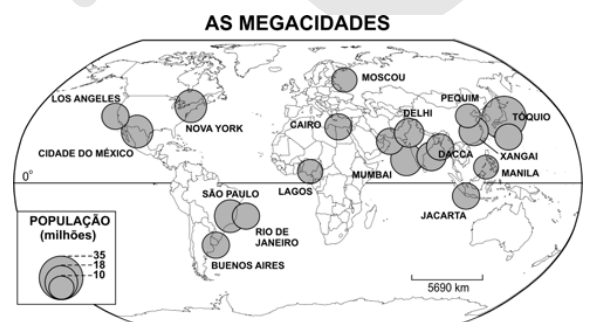 AS MEGACIDADES
MOSCOU
LOS ANGELES
PEQUIM
NOVA YORK
CAIRO
DELHI
TÓQUIO
CIDADE DO MÉXICO
DACCA
XANGAI
0°
LAGOS
MUMBAI
MANILA
SÃO PAULO
JACARTA
RIO DE
JANEIRO
BUENOS AIRES
POPULAÇÃO
(milhões)
35
18
10
5690 km